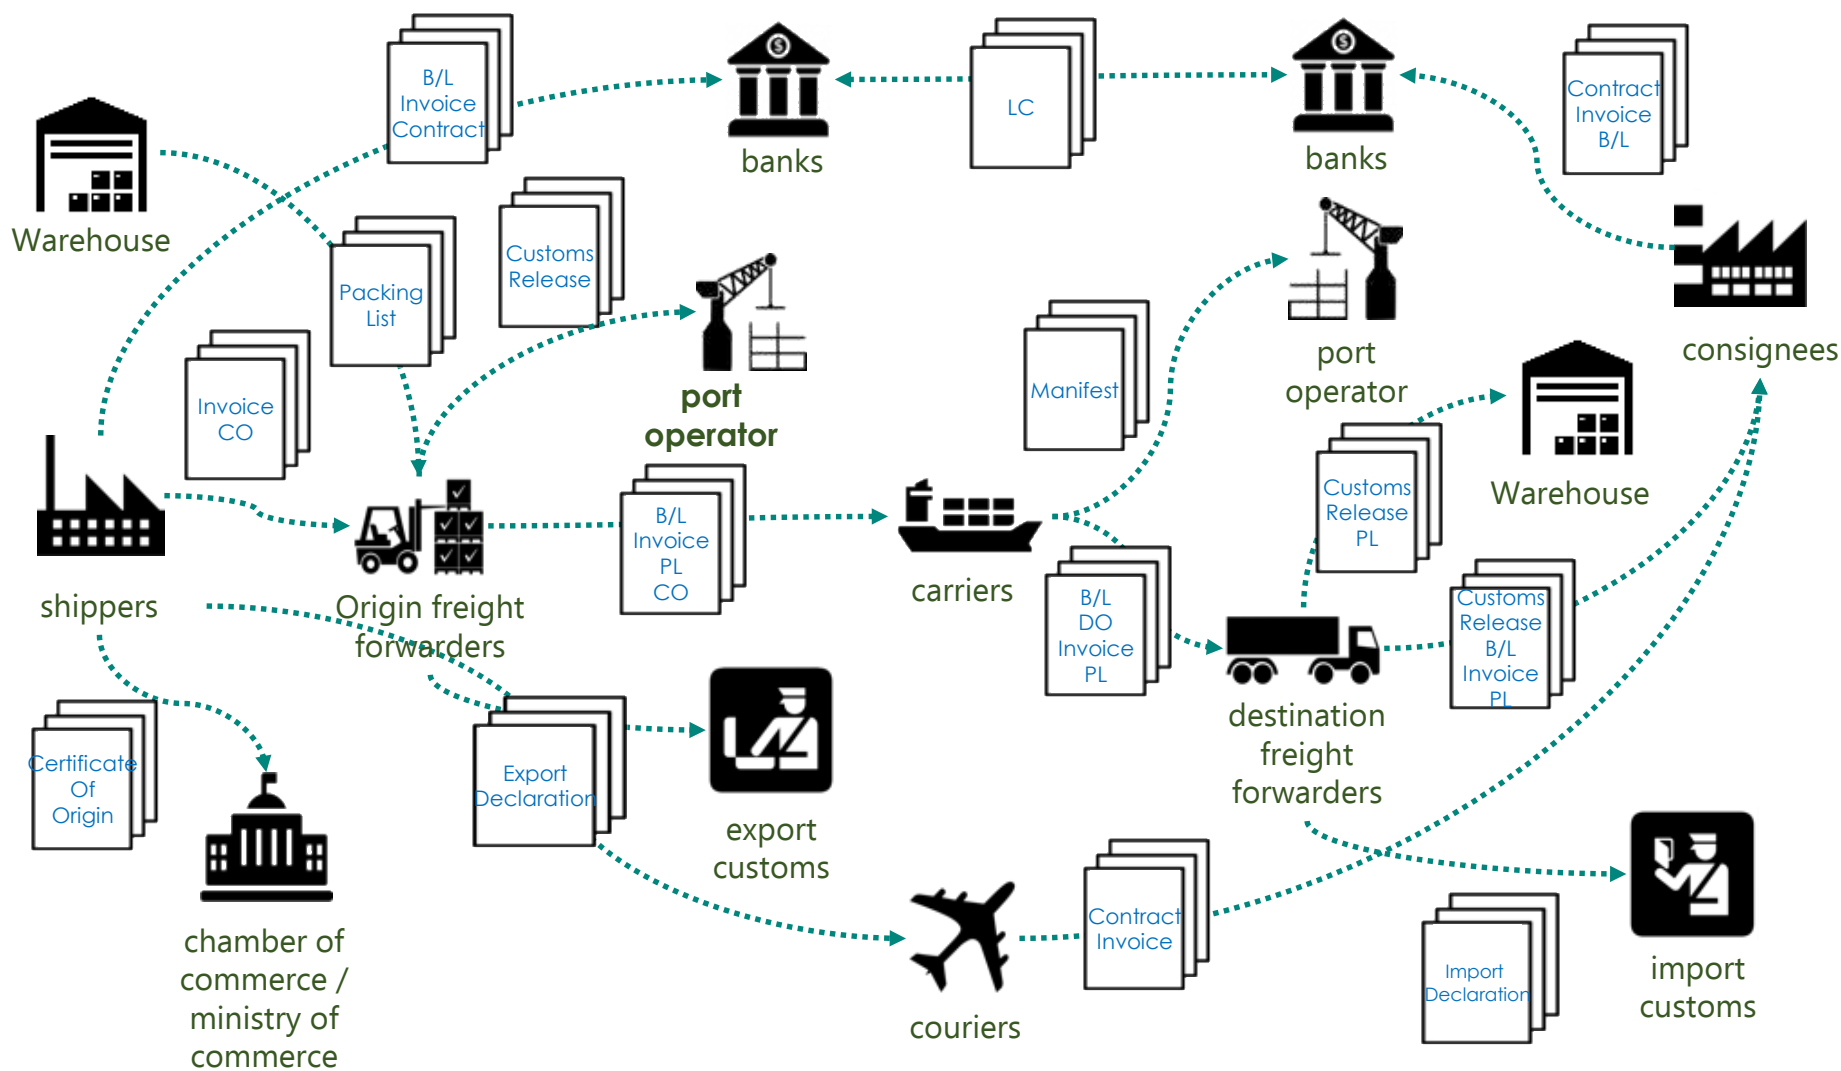 B/L
Invoice
Contract
banks
LC
banks
Contract
Invoice
B/L
Warehouse
Packing
List
Customs
Release
port
operator
port
operator
consignees
Invoice
CO
Manifest
Warehouse
shippers
Origin freight
forwarders
B/L
Invoice
PL
CO
carriers
Customs
Release
PL
B/L
DO
Invoice
PL
Customs
Release
B/L
Invoice
PL
destination
freight
forwarders
Certificate
Of
Origin
Export
Declaration
export
customs
chamber of
commerce /
ministry of
commerce
couriers
Contract
Invoice
Import
Declaration
import
customs